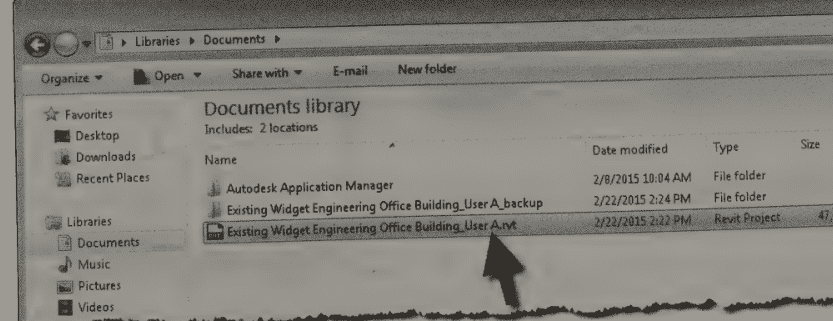 Libraries Documents
Organize Open Share with E-mail New folder
Favorites
Desktop
Downloads
Recent Places
Libraries
Documents
Music
Pictures
Videos
Documents library
Includes: 2 locations
Name Date modified Type Size
Autodesk Application Manager 2/8/2015 10:04 AM File folder
Existing Widget Engineering Office Building_User A_backup 2/22/2015 2:24 PM File folder
Existing Widget Engineering Office Building_User A.rvt 2/22/2015 2:22 PM Revit Project 47,